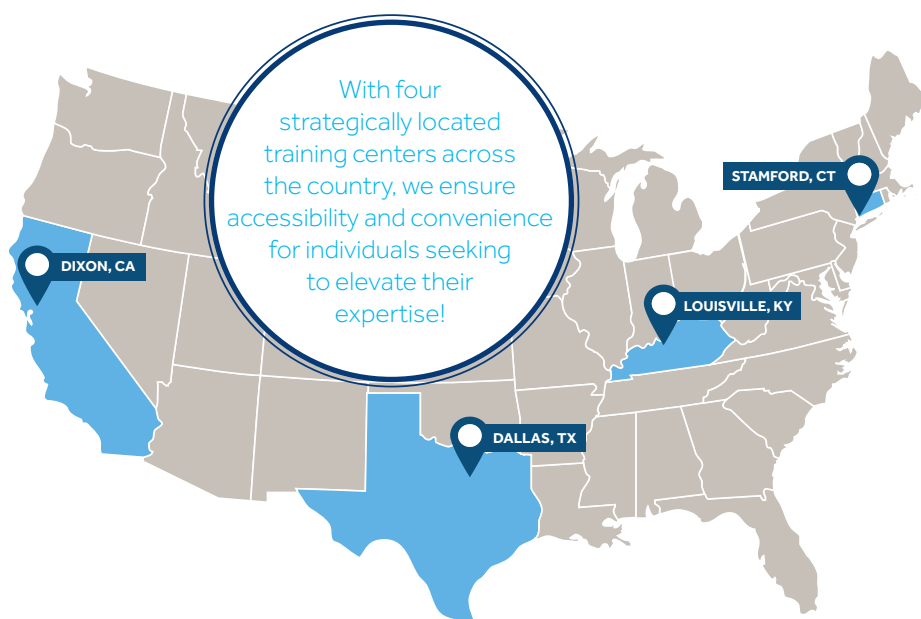 With four
strategically located
training centers across
the country, we ensure
accessibility and convenience
for individuals seeking
to elevate their
expertise!
STAMFORD, CT
DIXON, CA
LOUISVILLE, KY
DALLAS, TX